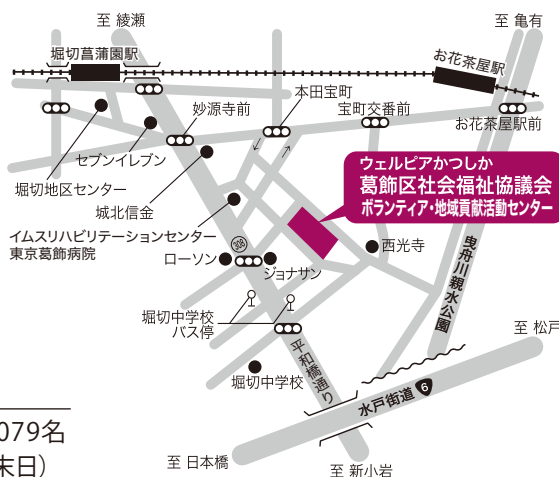 至 綾瀬
至 亀有
堀切菖蒲園駅
お花茶屋駅
本田宝町
妙源寺前
宝町交番前
お花茶屋駅前
セブンイレブン
堀切地区センター
城北信金
ウェルピアかつしか
葛飾区社会福祉協議会
ボランティア・地域貢献活動センター
イムスリハビリテーションセンター
東京葛飾病院
308
西光寺
ローソン
ジョナサン
曳舟川親水公園
堀切中学校
バス停
至 松戸
平和橋通り
堀切中学校
水戸街道
6
079名
末日）
至 日本橋
至 新小岩